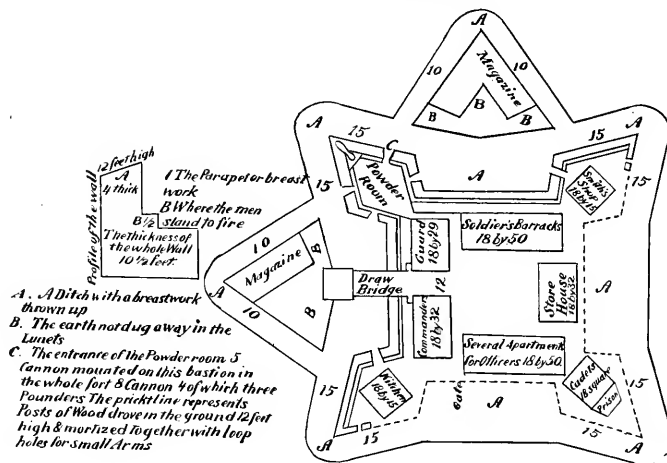 A
10
10
Magazine
B
B
B
A
15
C
15
A
12 feet high
A
4 thick
B 1/2
The Thickness of
the whole Wall
10 1/2 feet.
Profile of the wall
1 The Parapet or breast
work
B Where the men
stand to fire
15
Powder
Room
A
Smith's
Shop
18 by 15
15
Guard
18 by 29
Soldier's Barracks
18 by 50
10
Magazine
B
B
A
10
Draw
Bridge
12
Store
House
18 by 32
A
Commanders
18 by 32
Several Apartments
for Officers 18 by 50.
A. A Ditch with a breastwork
thrown up
B. The earth not dug away in the
Lunets
C The entrance of the Powder room 5
Cannon mounted on this bastion in
the whole fort 8 Cannon 4 of which three
Pounders The prickt line represents
Posts of Wood drove in the ground 12 feet
high & mortized Together with loop
holes for small Arms
15
Kitchen
18 by 15
Gate
A
Cadets
18 square
Prison
15
15
15
A
A